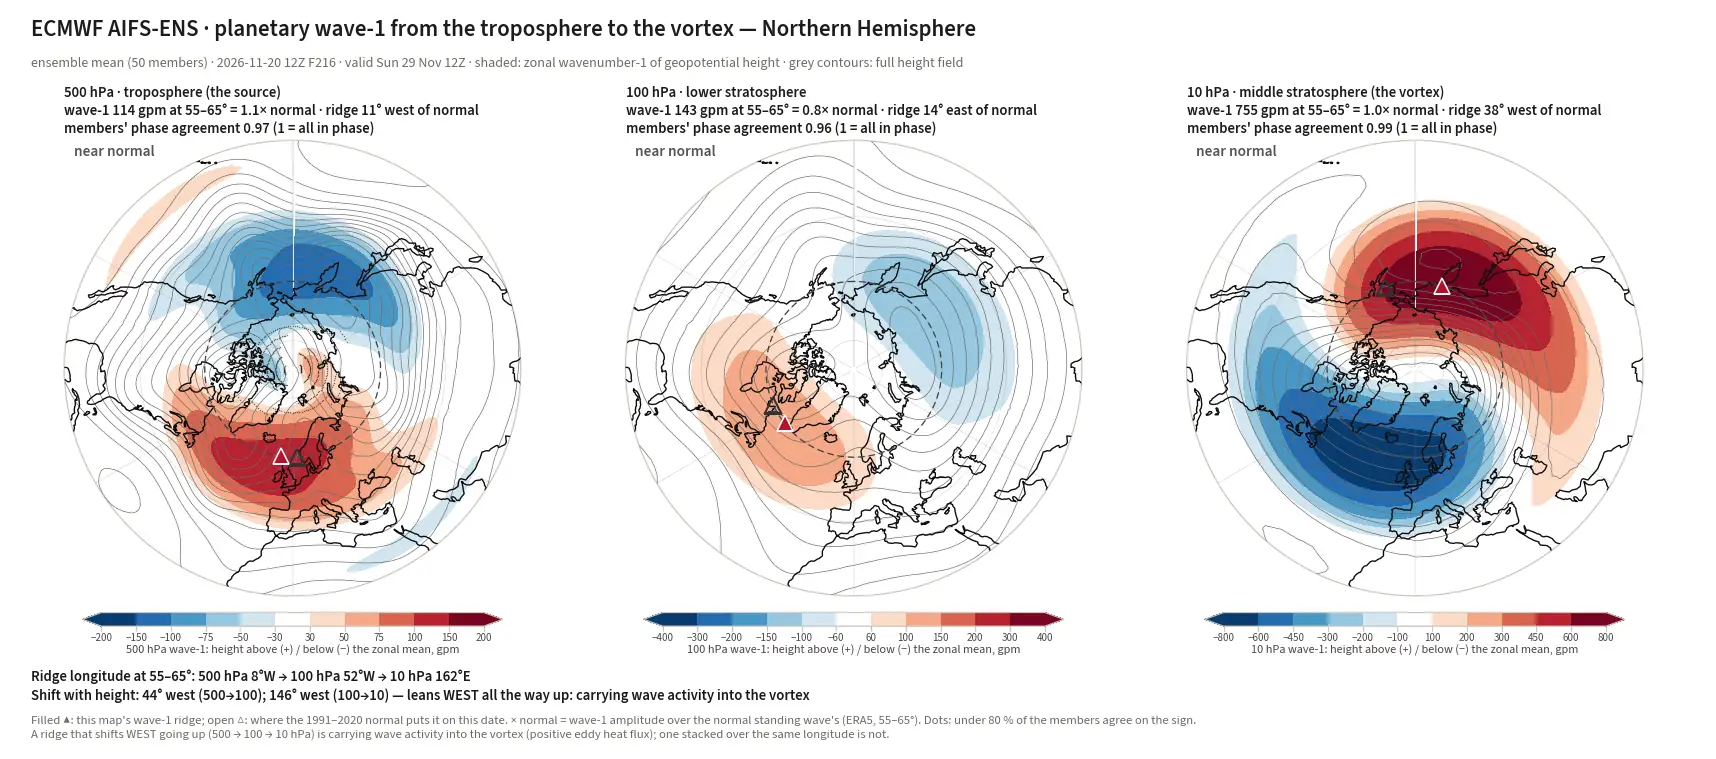 ECMWF AIFS-ENS · planetary wave-1 from the troposphere to the vortex — Northern Hemisphere
ensemble mean (50 members) · 2026-11-20 12Z F216 · valid Sun 29 Nov 12Z · shaded: zonal wavenumber-1 of geopotential height · grey contours: full height field
500 hPa · troposphere (the source)
wave-1 114 gpm at 55–65° = 1.1× normal · ridge 11° west of normal
members' phase agreement 0.97 (1 = all in phase)
near normal
100 hPa · lower stratosphere
wave-1 143 gpm at 55–65° = 0.8× normal · ridge 14° east of normal
members' phase agreement 0.96 (1 = all in phase)
near normal
10 hPa · middle stratosphere (the vortex)
wave-1 755 gpm at 55–65° = 1.0× normal · ridge 38° west of normal
members' phase agreement 0.99 (1 = all in phase)
near normal
−200 −150 −100 −75 −50 −30 30 50 75 100 150 200
500 hPa wave-1: height above (+) / below (−) the zonal mean, gpm
−400 −300 −200 −150 −100 −60 60 100 150 200 300 400
100 hPa wave-1: height above (+) / below (−) the zonal mean, gpm
−800 −600 −450 −300 −200 −100 100 200 300 450 600 800
10 hPa wave-1: height above (+) / below (−) the zonal mean, gpm
Ridge longitude at 55–65°: 500 hPa 8°W → 100 hPa 52°W → 10 hPa 162°E
Shift with height: 44° west (500→100); 146° west (100→10) — leans WEST all the way up: carrying wave activity into the vortex
Filled ▲: this map's wave-1 ridge; open △: where the 1991–2020 normal puts it on this date. × normal = wave-1 amplitude over the normal standing wave's (ERA5, 55–65°). Dots: under 80 % of the members agree on the sign.
A ridge that shifts WEST going up (500 → 100 → 10 hPa) is carrying wave activity into the vortex (positive eddy heat flux); one stacked over the same longitude is not.